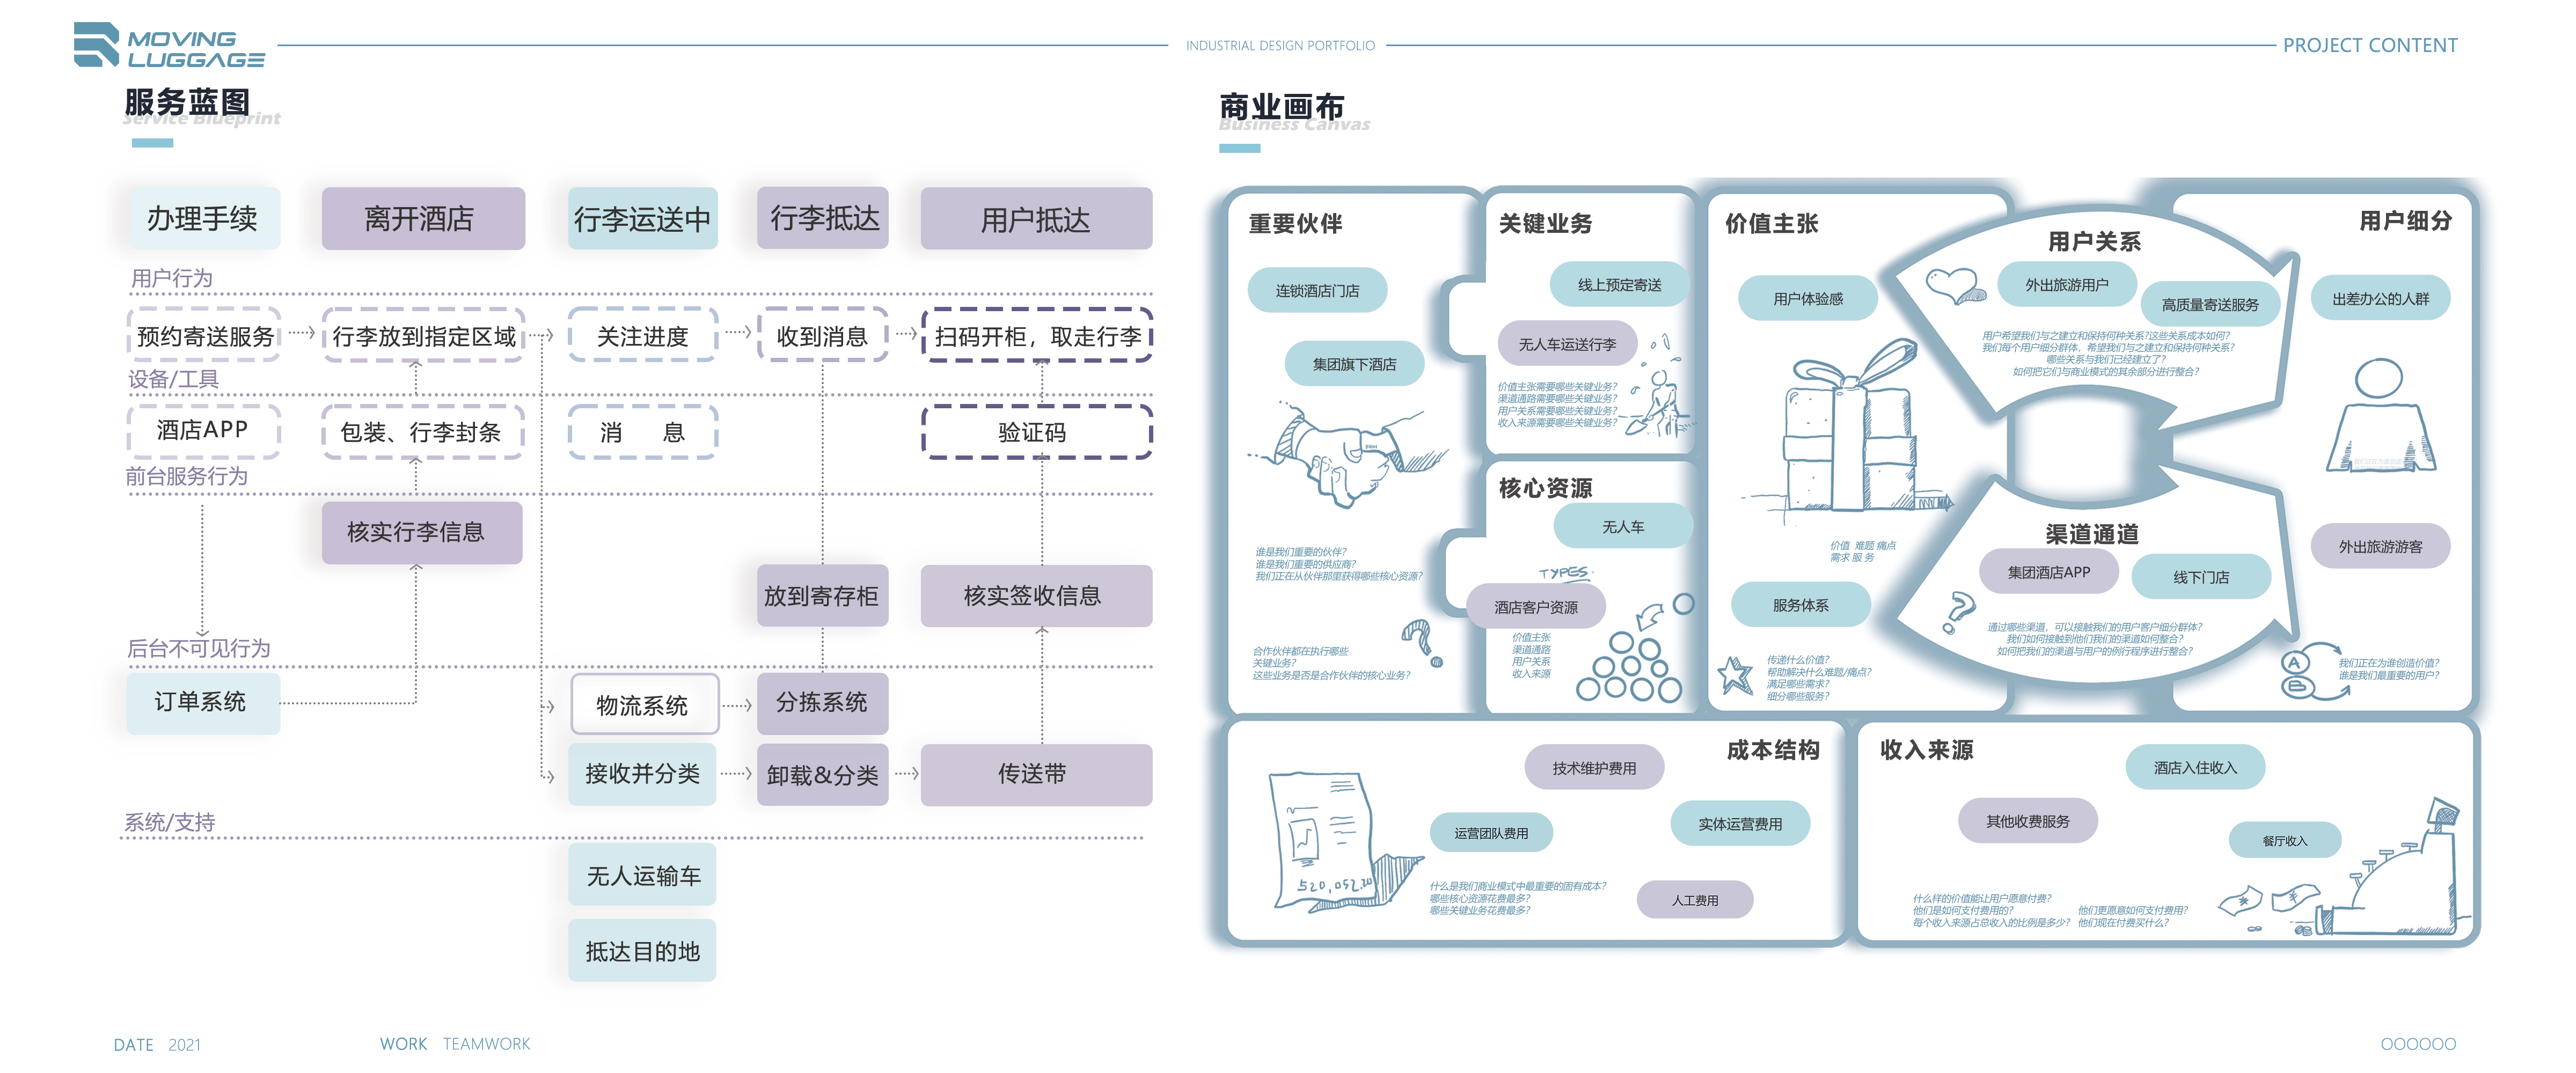 MOVING
LUGGAGE
INDUSTRIAL DESIGN PORTFOLIO
PROJECT CONTENT
服务蓝图
Service Blueprint
办理手续
离开酒店
行李运送中
行李抵达
用户抵达
用户行为
预约寄送服务
行李放到指定区域
关注进度
收到消息
扫码开柜，取走行李
设备/工具
酒店APP
包装、行李封条
消 息
验证码
前台服务行为
核实行李信息
放到寄存柜
核实签收信息
后台不可见行为
订单系统
物流系统
分拣系统
接收并分类
卸载&分类
传送带
系统/支持
无人运输车
抵达目的地
商业画布
Business Canvas
重要伙伴
连锁酒店门店
集团旗下酒店
谁是我们重要的伙伴?
谁是我们重要的供应商?
我们正在从伙伴那里获得哪些核心资源?
合作伙伴都在执行哪些
关键业务?
这些业务是否是合作伙伴的核心业务?
关键业务
线上预定寄送
无人车运送行李
价值主张需要哪些关键业务?
渠道通路需要哪些关键业务?
用户关系需要哪些关键业务?
收入来源需要哪些关键业务?
核心资源
无人车
TYPES
酒店客户资源
价值主张
渠道通路
用户关系
收入来源
价值主张
用户体验感
价值 难题 痛点
需求 服 务
服务体系
传递什么价值?
帮助解决什么难题/痛点?
满足哪些需求?
细分哪些服务?
用户关系
外出旅游用户
高质量寄送服务
用户希望我们与之建立和保持何种关系?这些关系成本如何?
我们每个用户细分群体，希望我们与之建立和保持何种关系?
哪些关系与我们已经建立了?
如何把它们与商业模式的其余部分进行整合?
渠道通道
集团酒店APP
线下门店
通过哪些渠道，可以接触我们的用户客户细分群体?
我们如何接触到他们我们的渠道如何整合?
如何把我们的渠道与用户的例行程序进行整合?
用户细分
出差办公的人群
外出旅游游客
A
B
我们正在为谁创造价值?
谁是我们最重要的用户?
成本结构
技术维护费用
运营团队费用
实体运营费用
人工费用
520,052.20
什么是我们商业模式中最重要的固有成本?
哪些核心资源花费最多?
哪些关键业务花费最多?
收入来源
酒店入住收入
其他收费服务
餐厅收入
什么样的价值能让用户愿意付费?
他们是如何支付费用的? 他们更愿意如何支付费用?
每个收入来源占总收入的比例是多少? 他们现在付费买什么?
DATE 2021
WORK TEAMWORK
OOOOOO